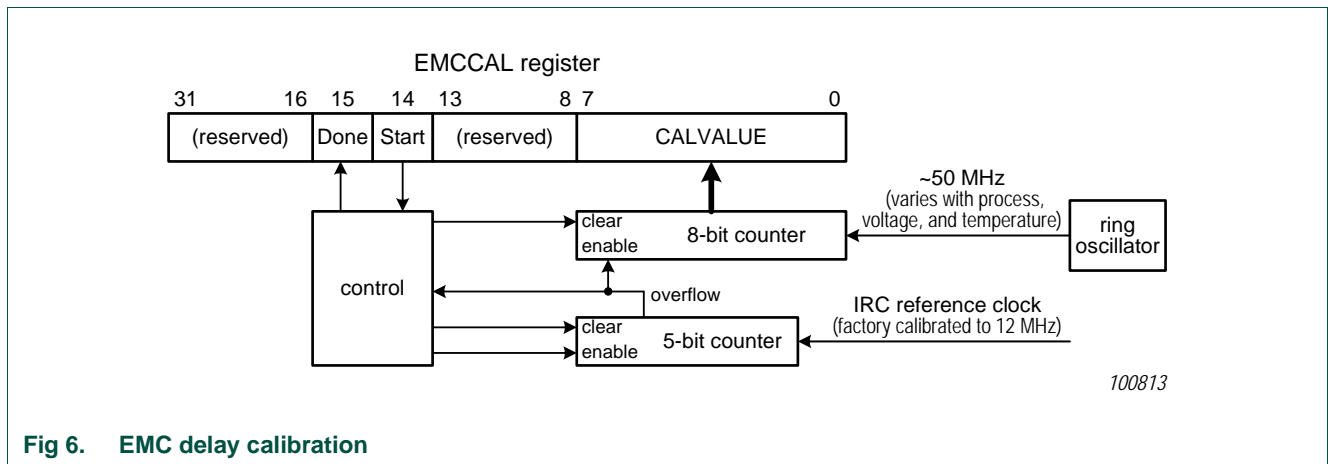 EMCCAL register
31 16 15 14 13 8 7 0
(reserved) Done Start (reserved) CALVALUE
~50 MHz
(varies with process,
voltage, and temperature)
clear
enable
8-bit counter
ring
oscillator
control
overflow
IRC reference clock
(factory calibrated to 12 MHz)
clear
enable
5-bit counter
100813
Fig 6. EMC delay calibration